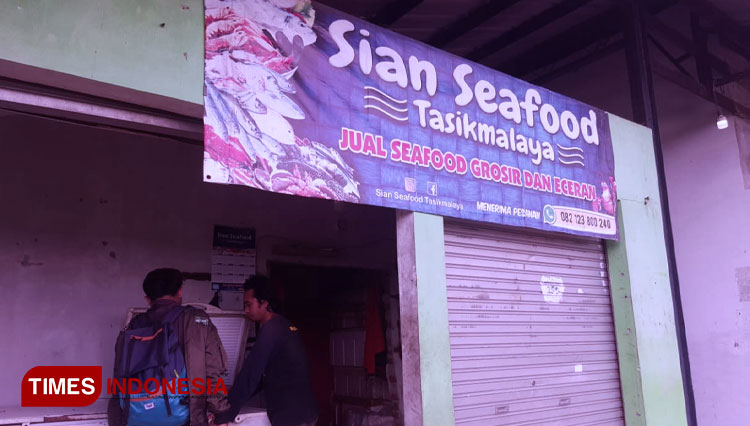 Sian Seafood
Tasikmalaya
JUAL SEAFOOD GROSIR DAN ECERAN
Sian Seafood Tasikmalaya
MENERIMA PESANAN
082 123 800 240
TIMES INDONESIA